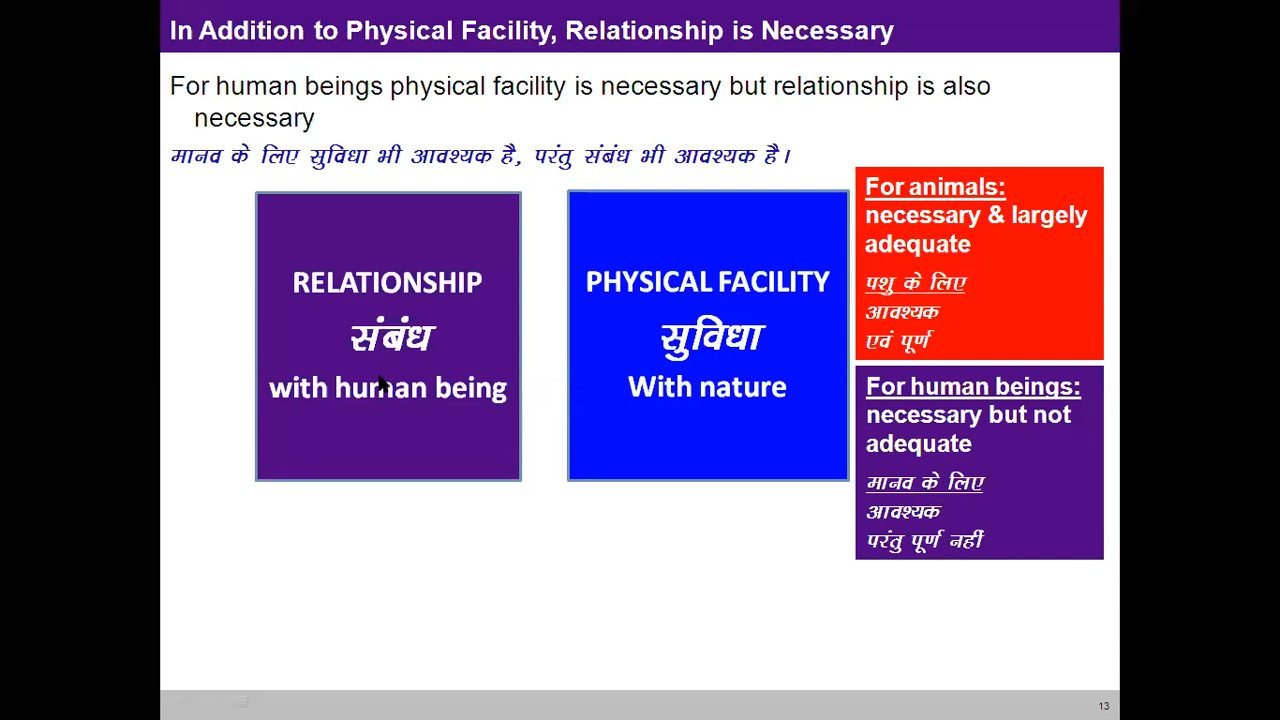 In Addition to Physical Facility, Relationship is Necessary
For human beings physical facility is necessary but relationship is also
necessary
मानव के लिए सुविधा भी आवश्यक है, परंतु संबंध भी आवश्यक है।
RELATIONSHIP
संबंध
with human being
PHYSICAL FACILITY
सुविधा
With nature
For animals:
necessary & largely
adequate
पशु के लिए
आवश्यक
एवं पूर्ण
For human beings:
necessary but not
adequate
मानव के लिए
आवश्यक
परंतु पूर्ण नहीं
13